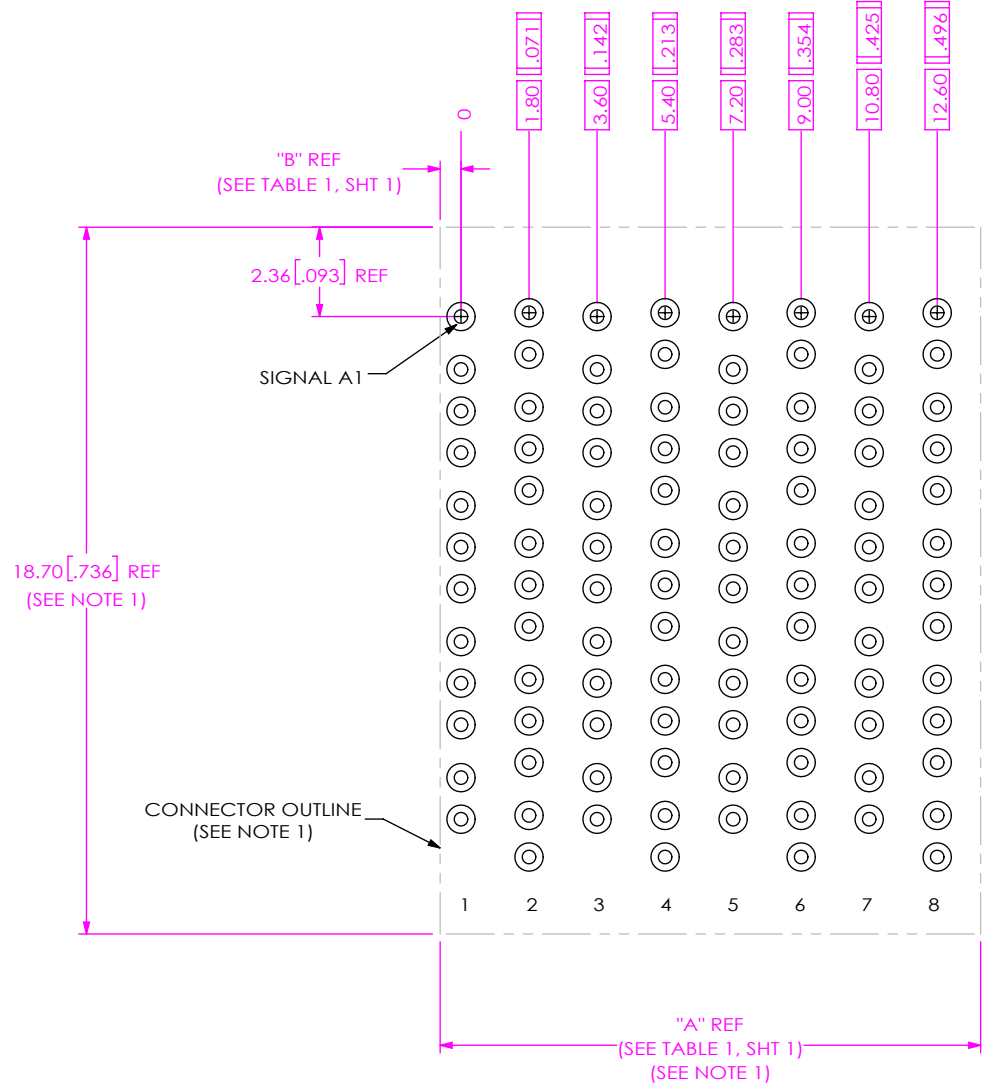 0
1.80 [.071]
3.60 [.142]
5.40 [.213]
7.20 [.283]
9.00 [.354]
10.80 [.425]
12.60 [.496]
"B" REF
(SEE TABLE 1, SHT 1)
2.36[.093] REF
SIGNAL A1
18.70[.736] REF
(SEE NOTE 1)
CONNECTOR OUTLINE
(SEE NOTE 1)
1 2 3 4 5 6 7 8
"A" REF
(SEE TABLE 1, SHT 1)
(SEE NOTE 1)